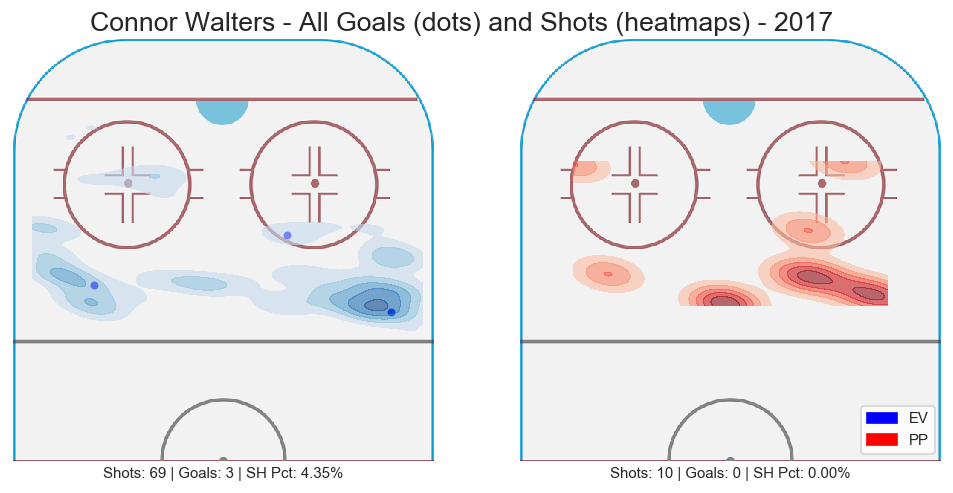 Connor Walters - All Goals (dots) and Shots (heatmaps) - 2017
EV
PP
Shots: 69 | Goals: 3 | SH Pct: 4.35%
Shots: 10 | Goals: 0 | SH Pct: 0.00%